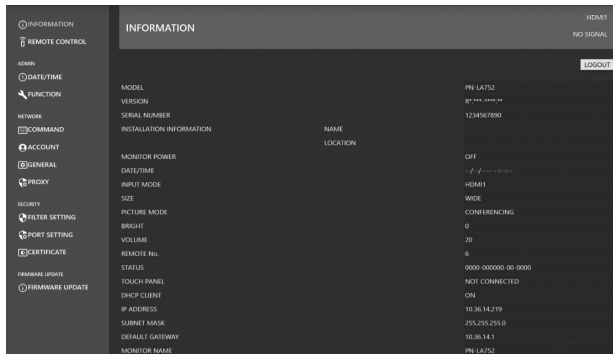 INFORMATION
REMOTE CONTROL
ADMIN
DATE/TIME
FUNCTION
NETWORK
COMMAND
ACCOUNT
GENERAL
PROXY
SECURITY
FILTER SETTING
PORT SETTING
CERTIFICATE
FIRMWARE UPDATE
FIRMWARE UPDATE
INFORMATION
HDMI1
NO SIGNAL
LOGOUT
MODEL PN-LA752
VERSION R*.***-****.**
SERIAL NUMBER 1234567890
INSTALLATION INFORMATION NAME
LOCATION
MONITOR POWER OFF
DATE/TIME --/--/---- --:--:--
INPUT MODE HDMI1
SIZE WIDE
PICTURE MODE CONFERENCING
BRIGHT 0
VOLUME 20
REMOTE No. 6
STATUS 0000-000000-00-0000
TOUCH PANEL NOT CONNECTED
DHCP CLIENT ON
IP ADDRESS 10.36.14.219
SUBNET MASK 255.255.255.0
DEFAULT GATEWAY 10.36.14.1
MONITOR NAME PN-LA752